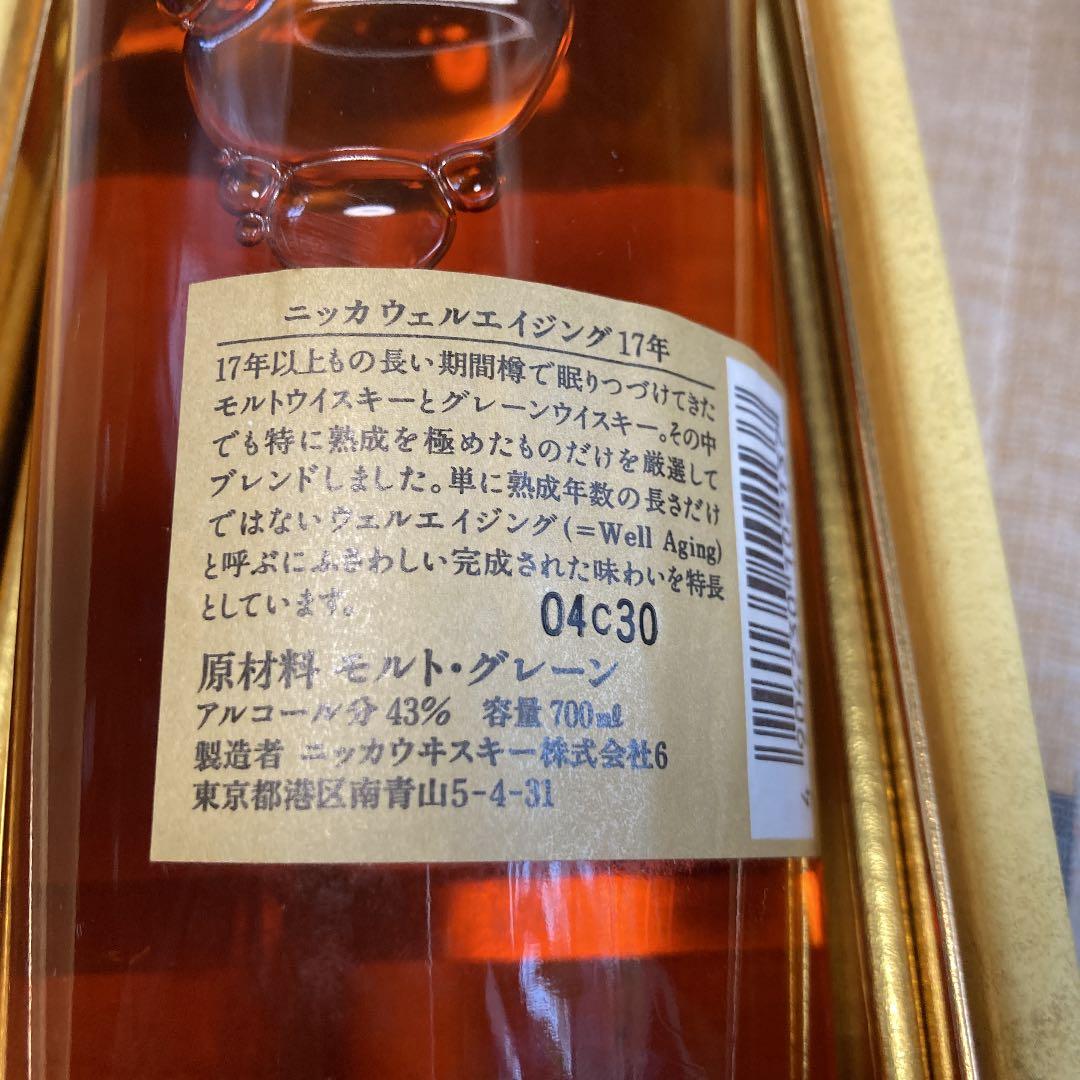 ニッカ ウェルエイジング 17年
17年以上もの長い期間樽で眠りつづけてきた
モルトウイスキーとグレーンウイスキー。その中
でも特に熟成を極めたものだけを厳選して
ブレンドしました。単に熟成年数の長さだけ
ではないウェルエイジング(=Well Aging)
と呼ぶにふさわしい完成された味わいを特長
としています。
04C30
原材料 モルト・グレーン
アルコール分 43% 容量 700㎖
製造者 ニッカウヰスキー株式会社6
東京都港区南青山5-4-31